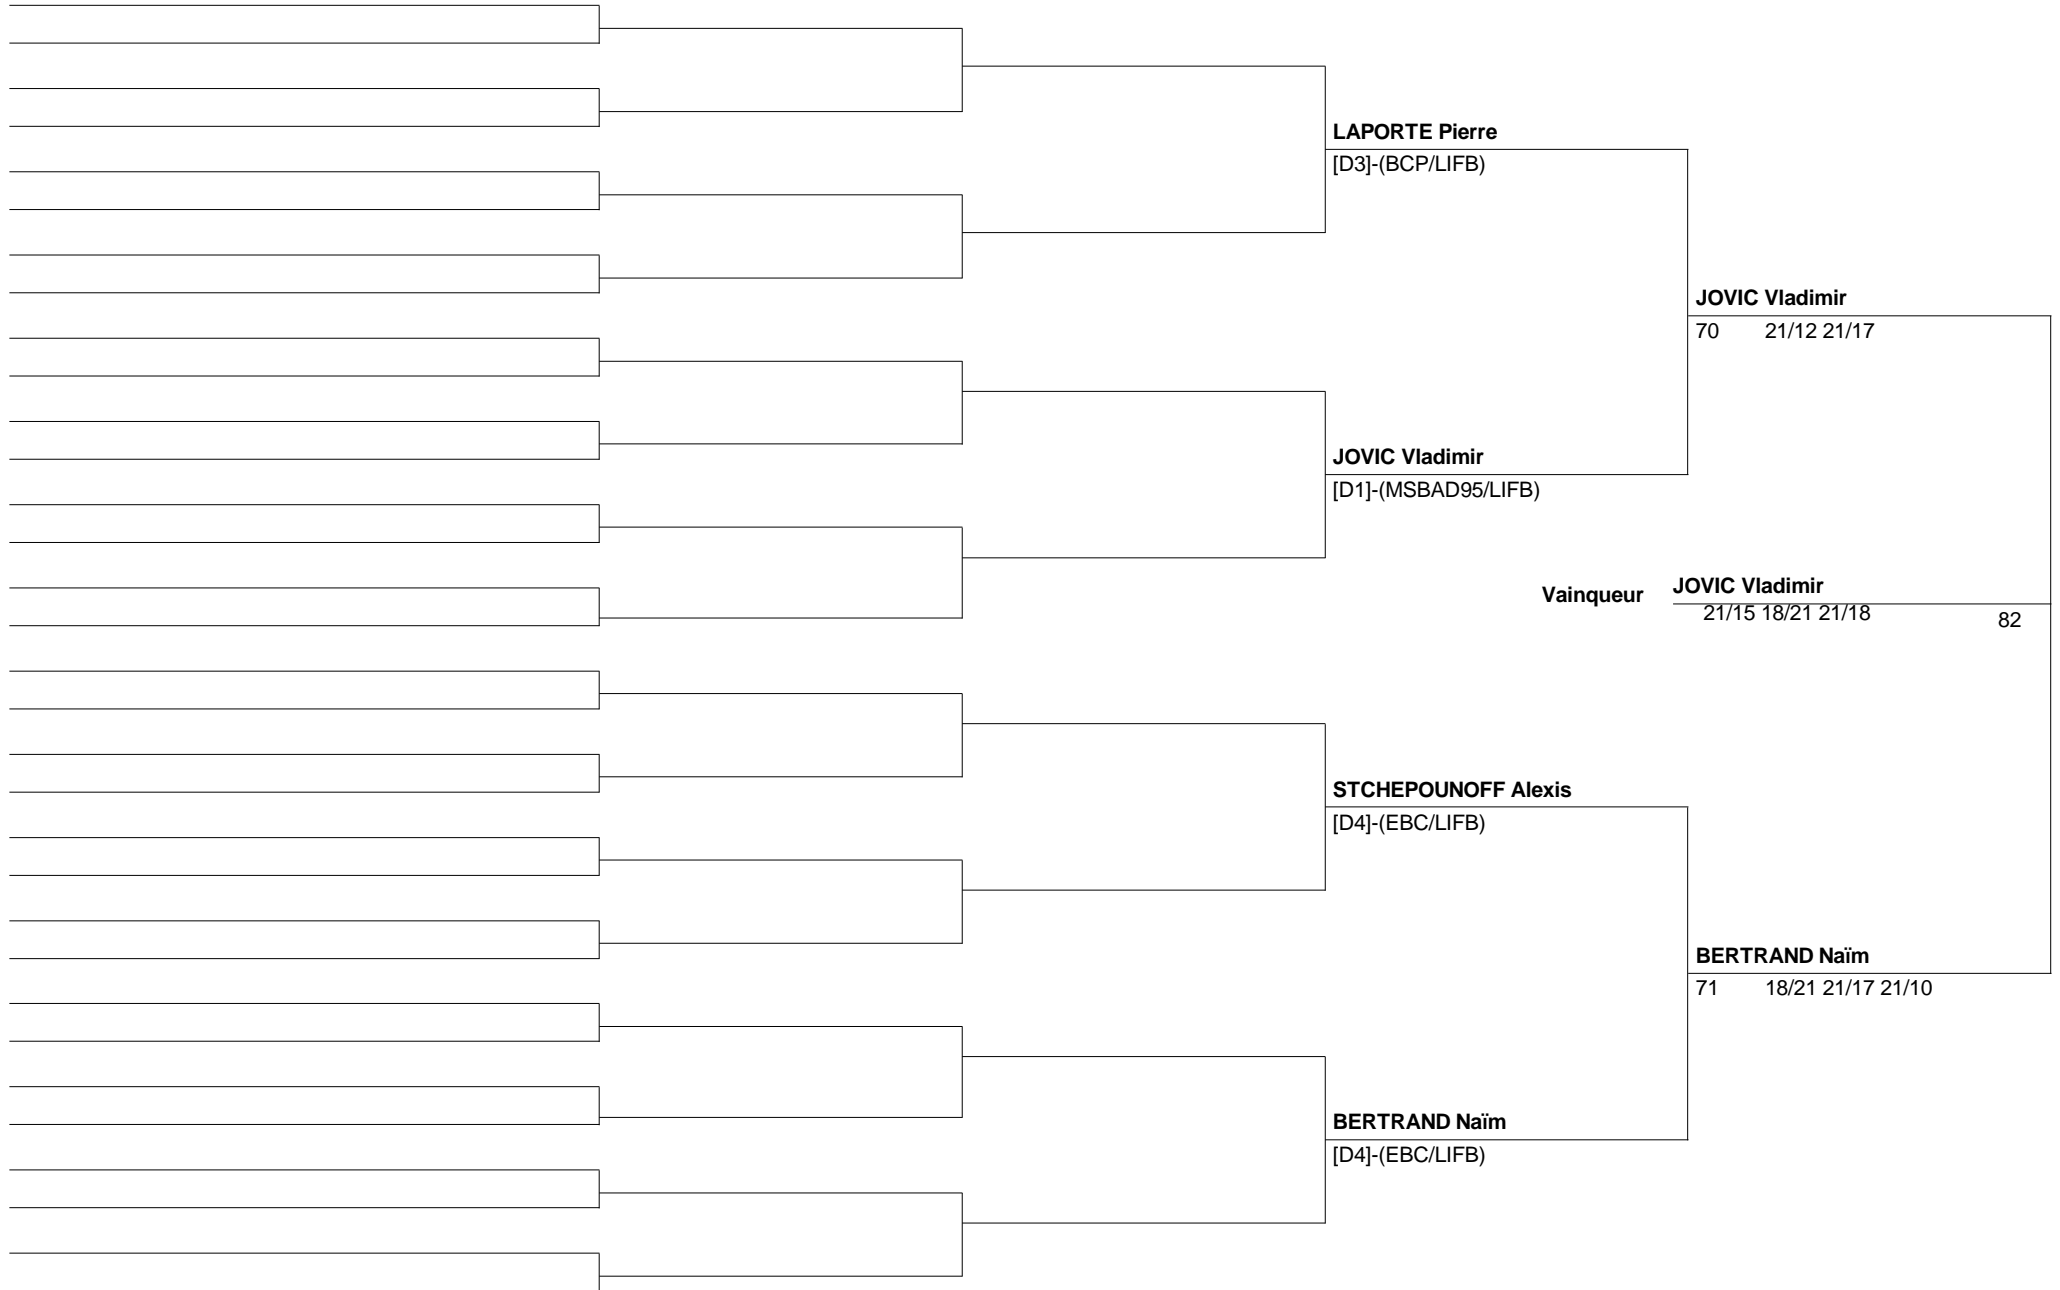 LAPORTE Pierre
[D3]-(BCP/LIFB)
JOVIC Vladimir
70 21/12 21/17
JOVIC Vladimir
[D1]-(MSBAD95/LIFB)
Vainqueur JOVIC Vladimir
21/15 18/21 21/18 82
STCHEPOUNOFF Alexis
[D4]-(EBC/LIFB)
BERTRAND Naïm
71 18/21 21/17 21/10
BERTRAND Naïm
[D4]-(EBC/LIFB)